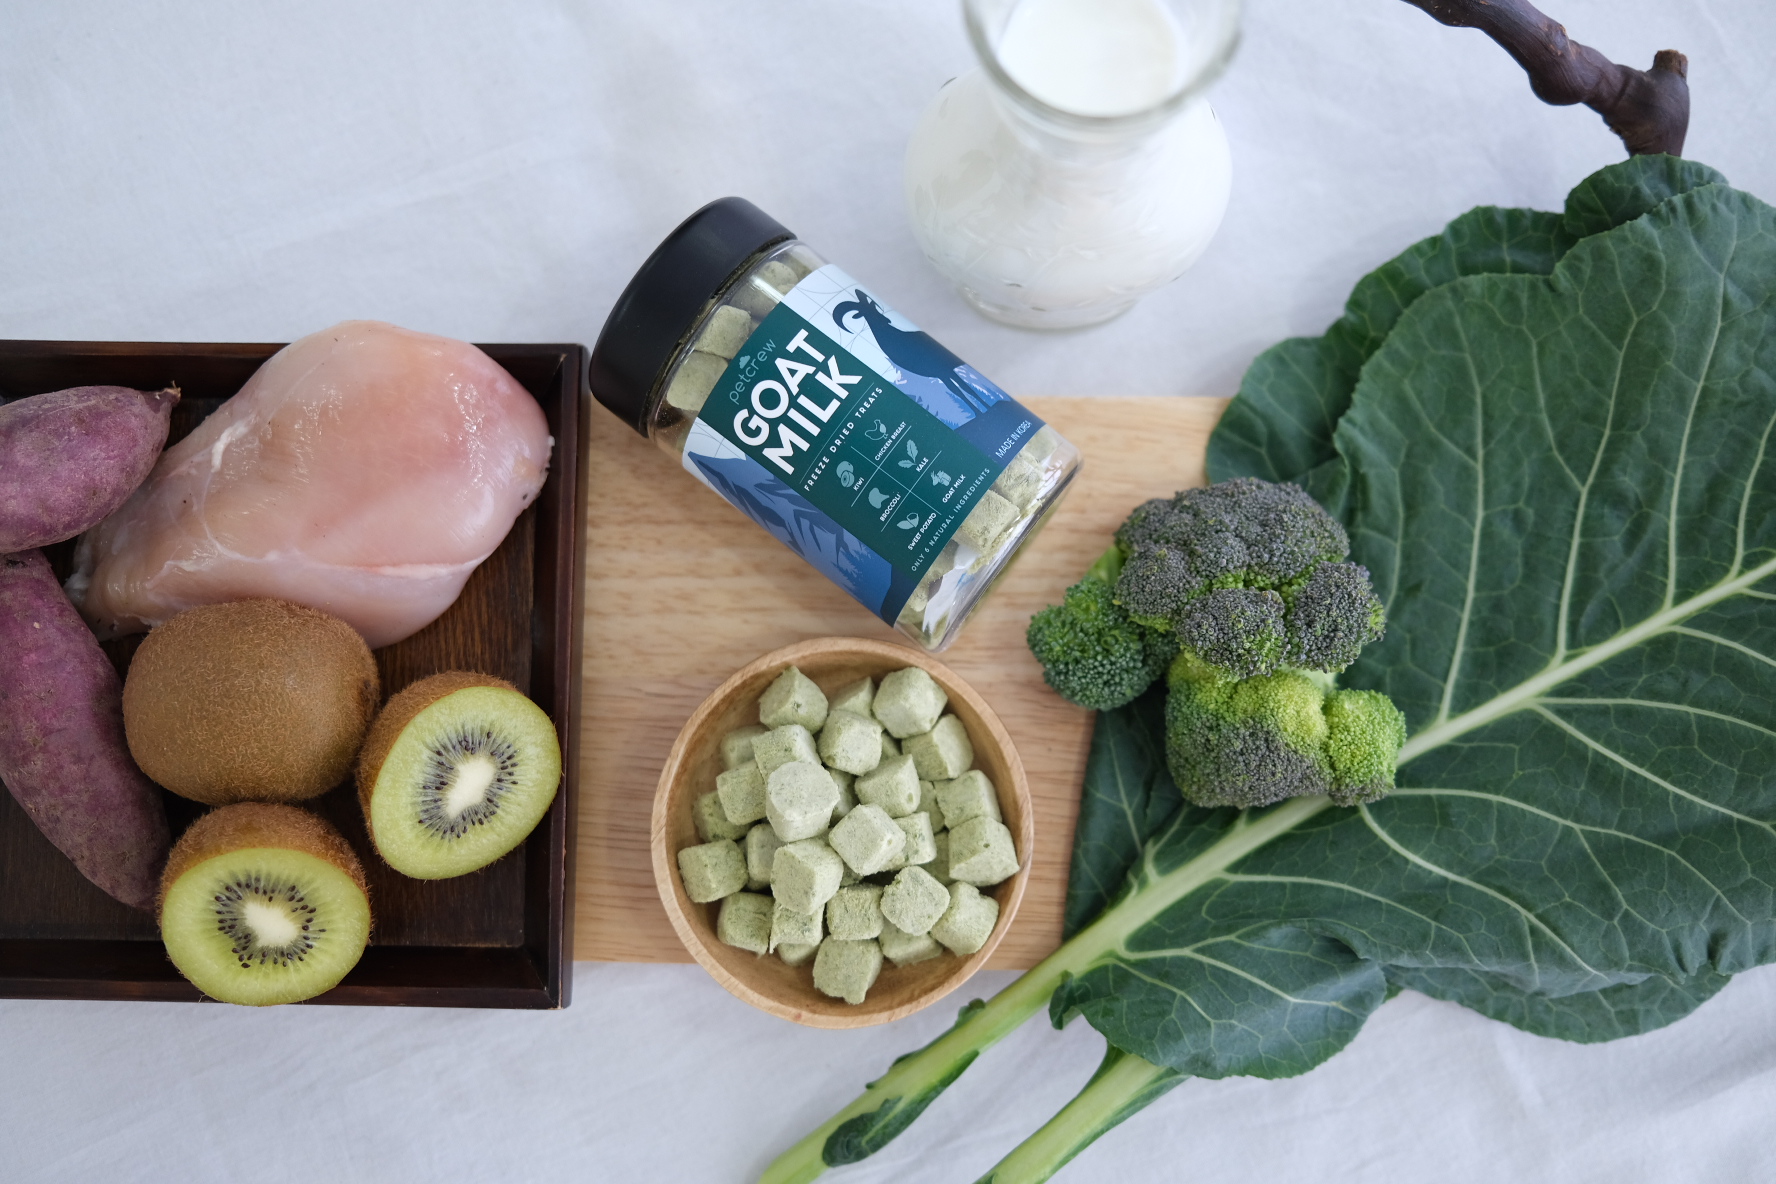 petcrew
GOAT
MILK
FREEZE DRIED TREATS
CHICKEN BREAST
KIWI
KALE
BROCCOLI
GOAT MILK
SWEET POTATO
ONLY 6 NATURAL INGREDIENTS
MADE IN KOREA